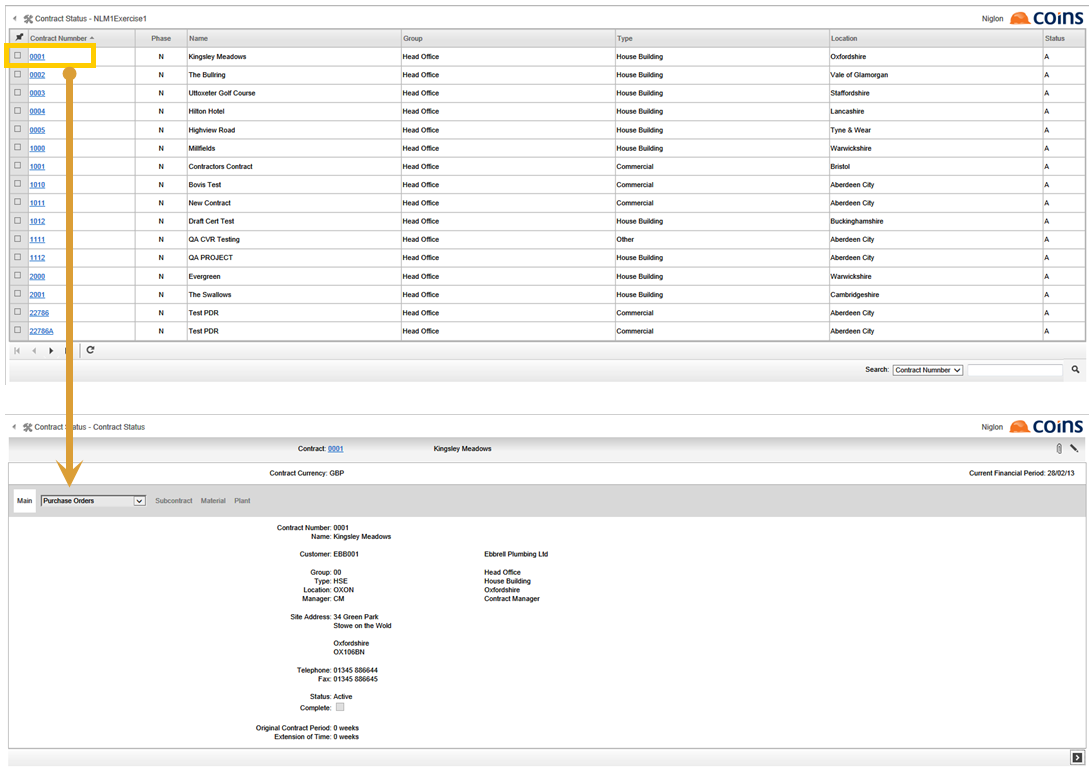 Contract Status - NLM1Exercise1 Niglon coins
Contract Numnber Phase Name Group Type Location Status
0001 N Kingsley Meadows Head Office House Building Oxfordshire A
0002 N The Bullring Head Office House Building Vale of Glamorgan A
0003 N Uttoxeter Golf Course Head Office House Building Staffordshire A
0004 N Hilton Hotel Head Office House Building Lancashire A
0005 N Highview Road Head Office House Building Tyne & Wear A
1000 N Millfields Head Office House Building Warwickshire A
1001 N Contractors Contract Head Office Commercial Bristol A
1010 N Bovis Test Head Office Commercial Aberdeen City A
1011 N New Contract Head Office Commercial Aberdeen City A
1012 N Draft Cert Test Head Office House Building Buckinghamshire A
1111 N QA CVR Testing Head Office Other Aberdeen City A
1112 N QA PROJECT Head Office House Building Aberdeen City A
2000 N Evergreen Head Office House Building Warwickshire A
2001 N The Swallows Head Office House Building Cambridgeshire A
22786 N Test PDR Head Office Commercial Aberdeen City A
22786A N Test PDR Head Office Commercial Aberdeen City A
Search: Contract Numnber
Contract Status - Contract Status Niglon coins
Contract: 0001 Kingsley Meadows
Contract Currency: GBP Current Financial Period: 28/02/13
Main Purchase Orders Subcontract Material Plant
Contract Number: 0001
Name: Kingsley Meadows
Customer: EBB001 Ebbrell Plumbing Ltd
Group: 00 Head Office
Type: HSE House Building
Location: OXON Oxfordshire
Manager: CM Contract Manager
Site Address: 34 Green Park
Stowe on the Wold
Oxfordshire
OX106BN
Telephone: 01345 886644
Fax: 01345 886645
Status: Active
Complete:
Original Contract Period: 0 weeks
Extension of Time: 0 weeks